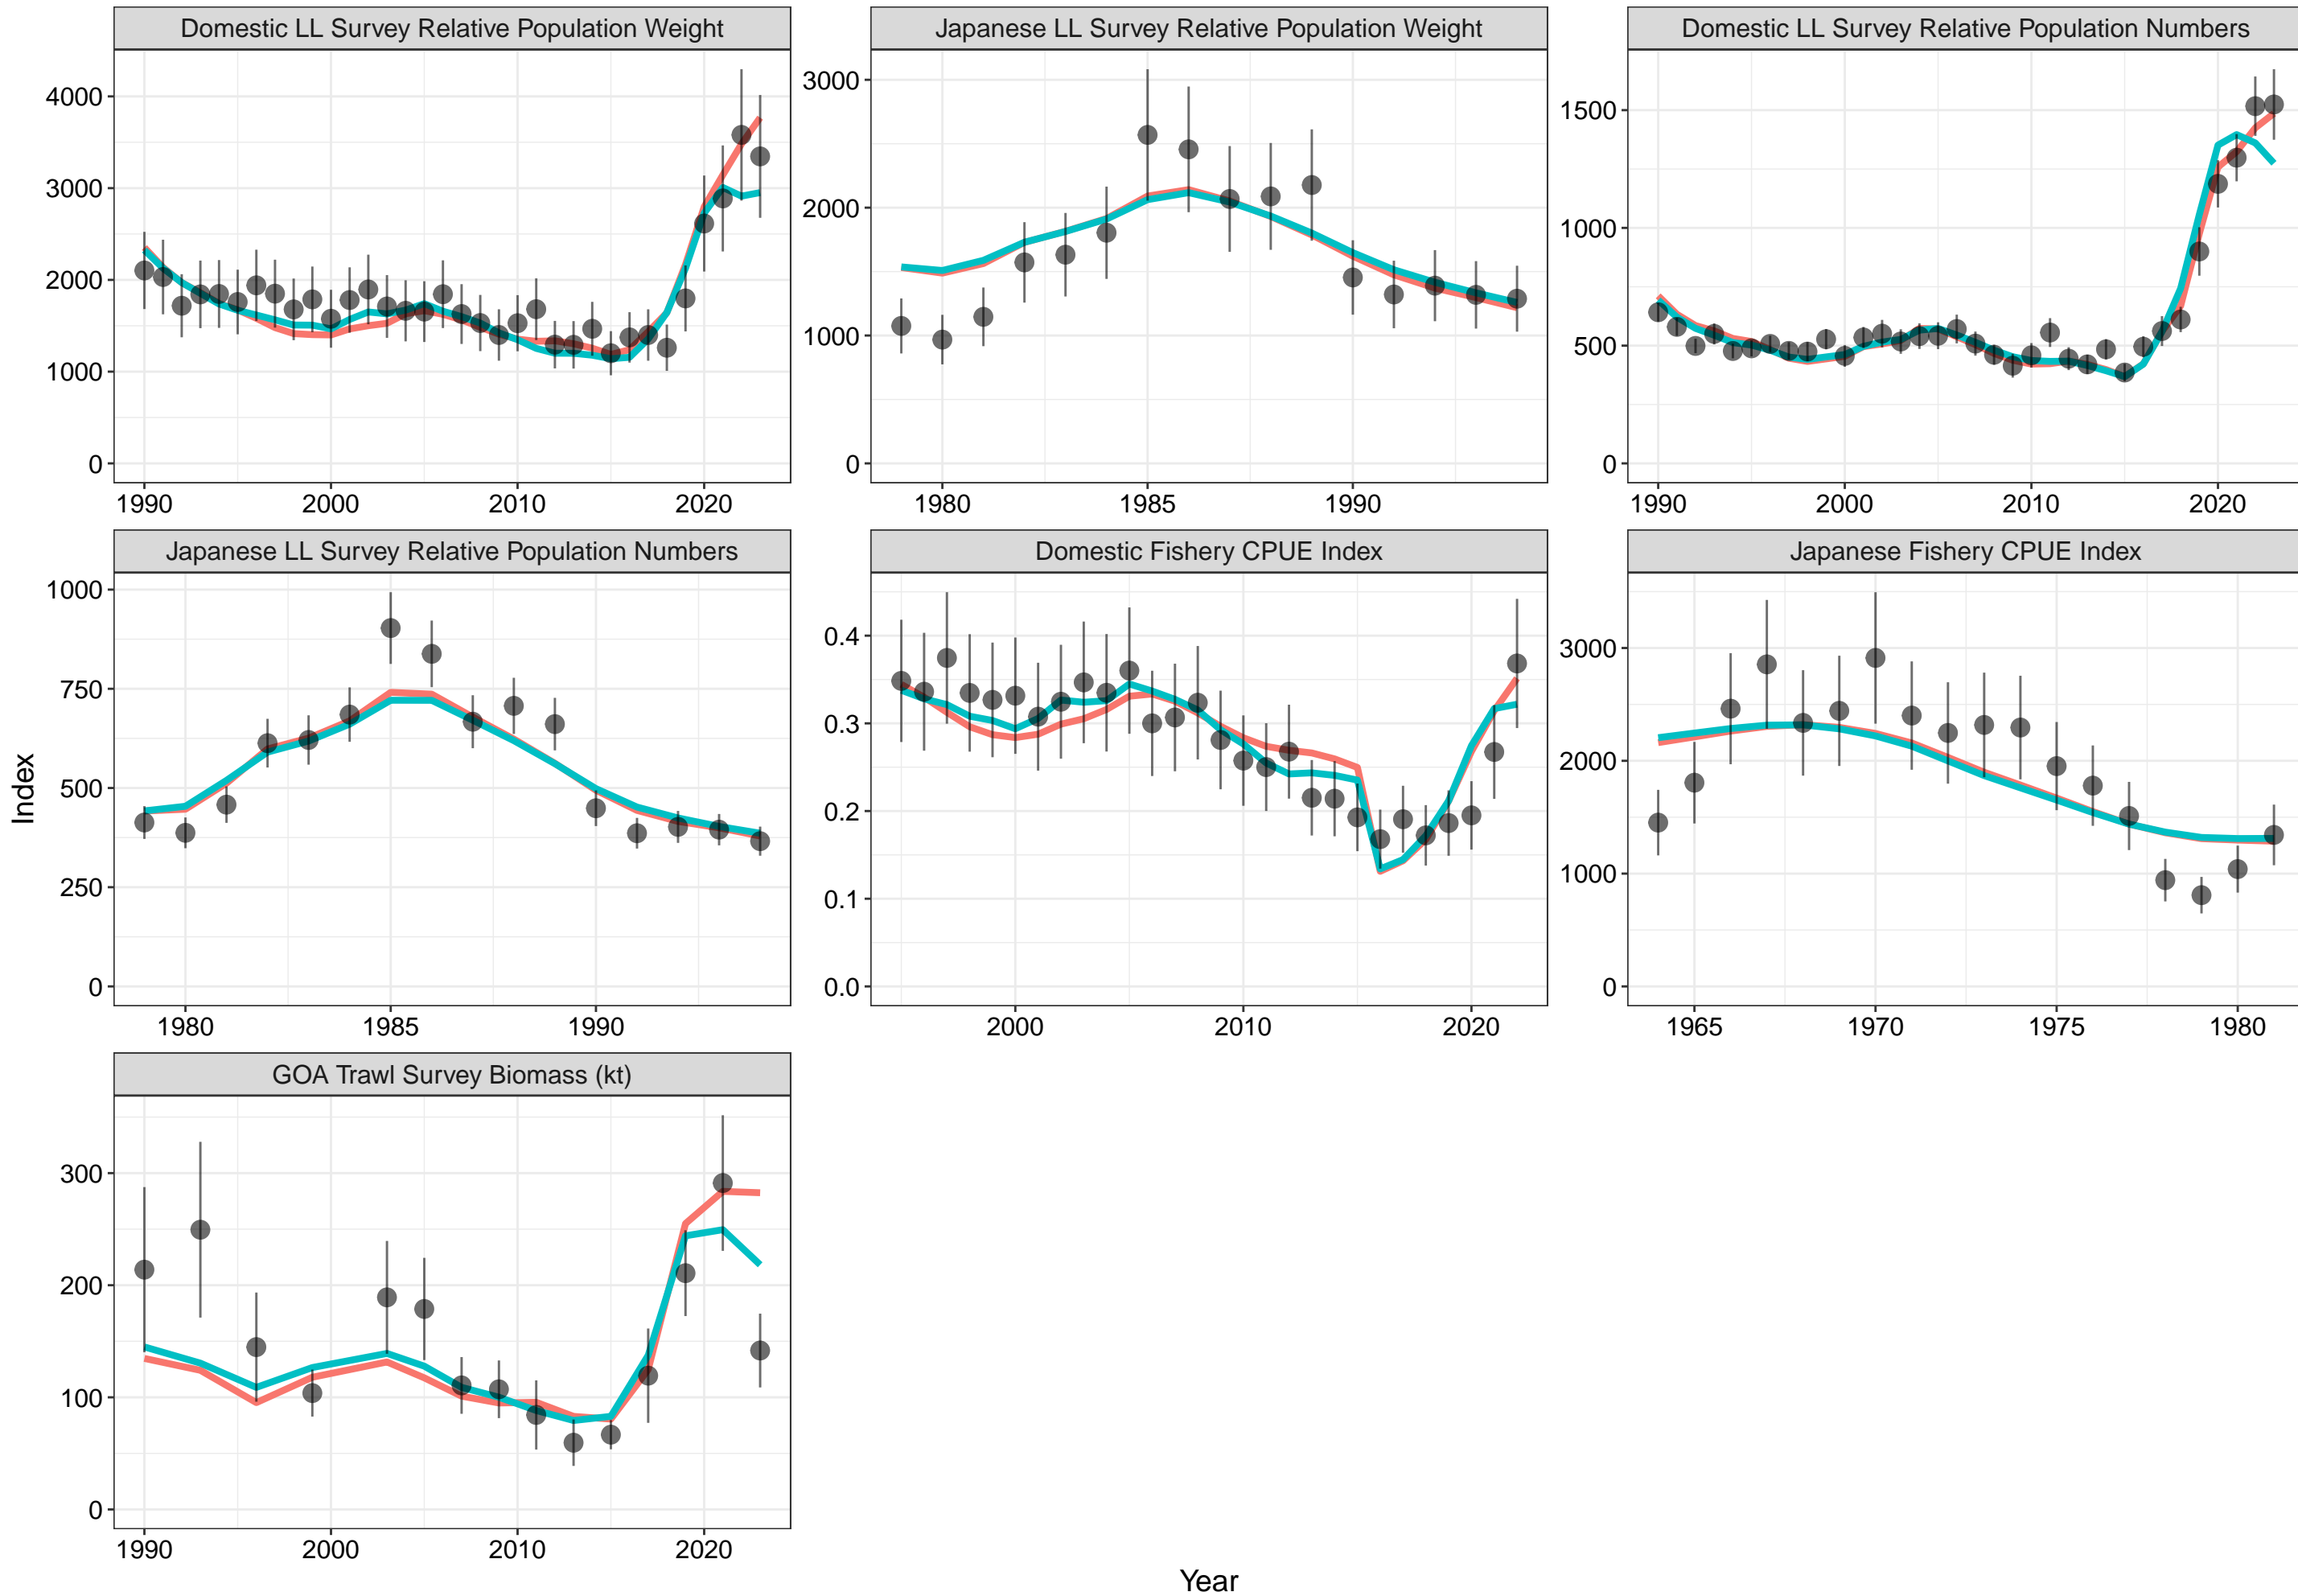 Domestic LL Survey Relative Population Weight
Japanese LL Survey Relative Population Weight
Domestic LL Survey Relative Population Numbers
4000
3000
2000
1000
0
1990 2000 2010 2020
3000
2000
1000
0
1980 1985 1990
1500
1000
500
0
1990 2000 2010 2020
Japanese LL Survey Relative Population Numbers
Domestic Fishery CPUE Index
Japanese Fishery CPUE Index
1000
750
500
250
0
1980 1985 1990
0.4
0.3
0.2
0.1
0.0
2000 2010 2020
3000
2000
1000
0
1965 1970 1975 1980
Index
GOA Trawl Survey Biomass (kt)
300
200
100
0
1990 2000 2010 2020
Year